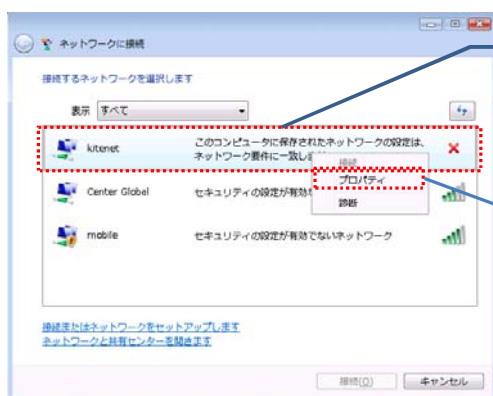 ネットワークに接続
接続するネットワークを選択します
表示 すべて
kitenet
このコンピュータに保存されたネットワークの設定は、
ネットワーク要件に一致し
接続
プロパティ
診断
Center Global
セキュリティの設定が有効
mobile
セキュリティの設定が有効でないネットワーク
接続またはネットワークをセットアップします
ネットワークと共有センターを開きます
接続(O)
キャンセル